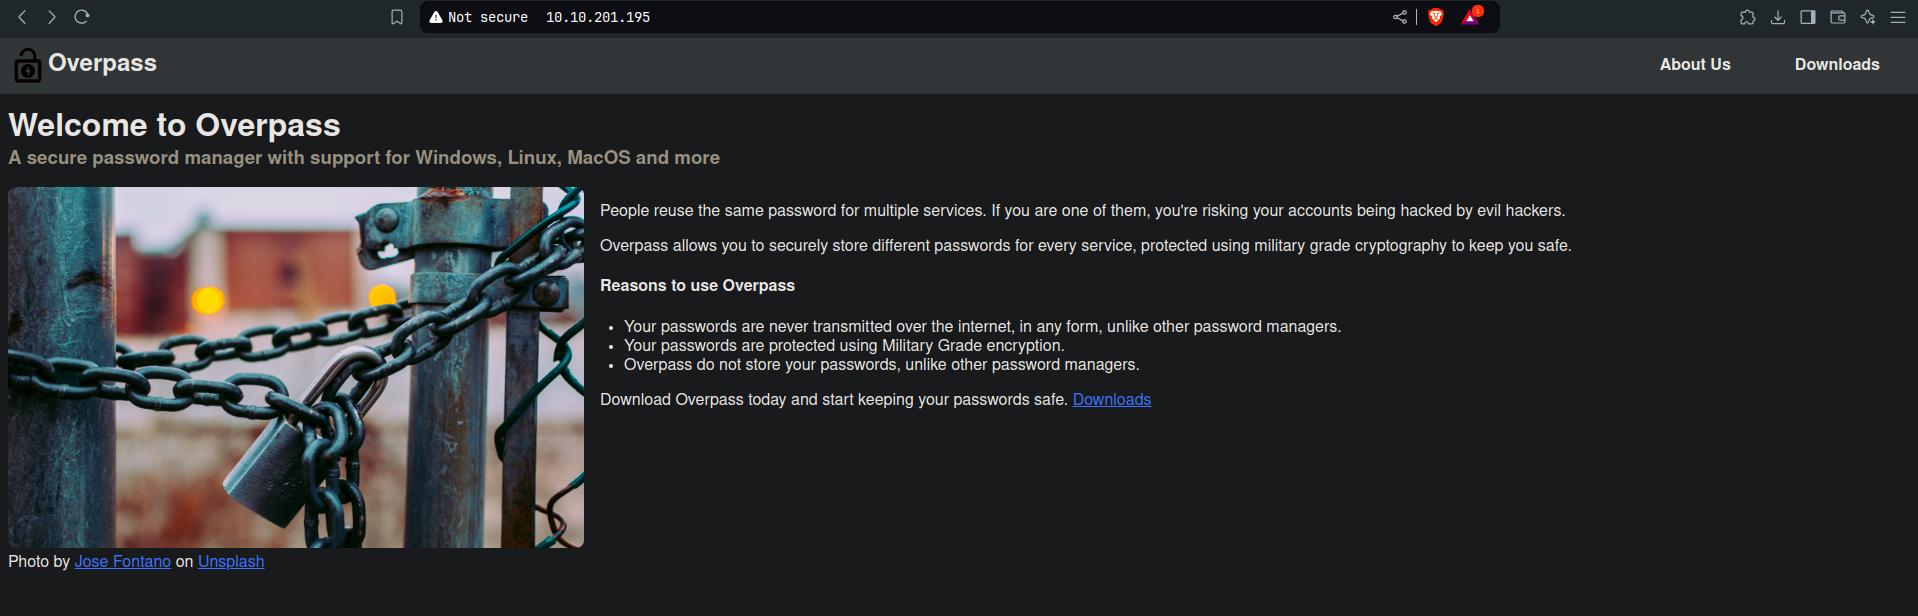 Not secure 10.10.201.195
1
Overpass
About Us
Downloads
Welcome to Overpass
A secure password manager with support for Windows, Linux, MacOS and more
People reuse the same password for multiple services. If you are one of them, you're risking your accounts being hacked by evil hackers.
Overpass allows you to securely store different passwords for every service, protected using military grade cryptography to keep you safe.
Reasons to use Overpass
• Your passwords are never transmitted over the internet, in any form, unlike other password managers.
• Your passwords are protected using Military Grade encryption.
• Overpass do not store your passwords, unlike other password managers.
Download Overpass today and start keeping your passwords safe. Downloads
Photo by Jose Fontano on Unsplash